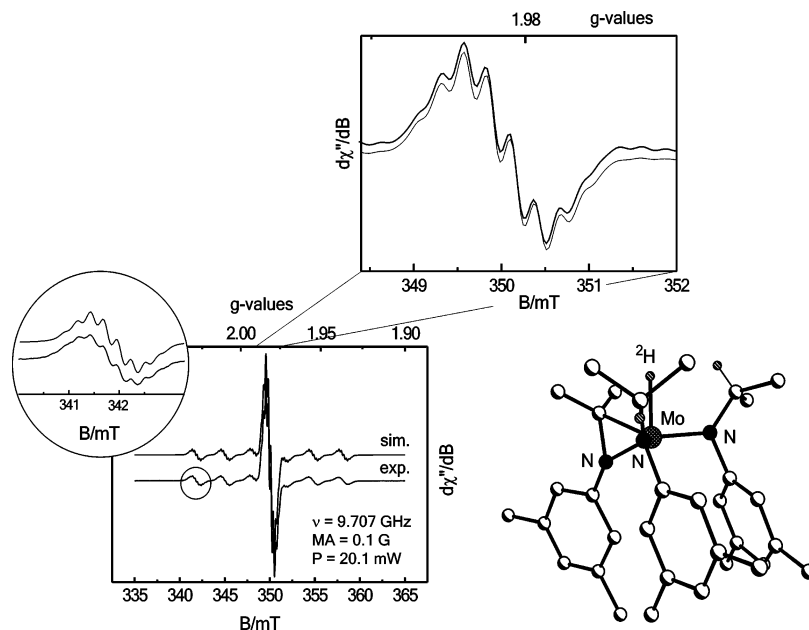 1.98 g-values
dχ"/dB
349 350 351 352
B/mT
g-values
2.00 1.95 1.90
341 342
B/mT
sim.
exp.
dχ"/dB
ν = 9.707 GHz
MA = 0.1 G
P = 20.1 mW
335 340 345 350 355 360 365
B/mT
²H
Mo
N N N